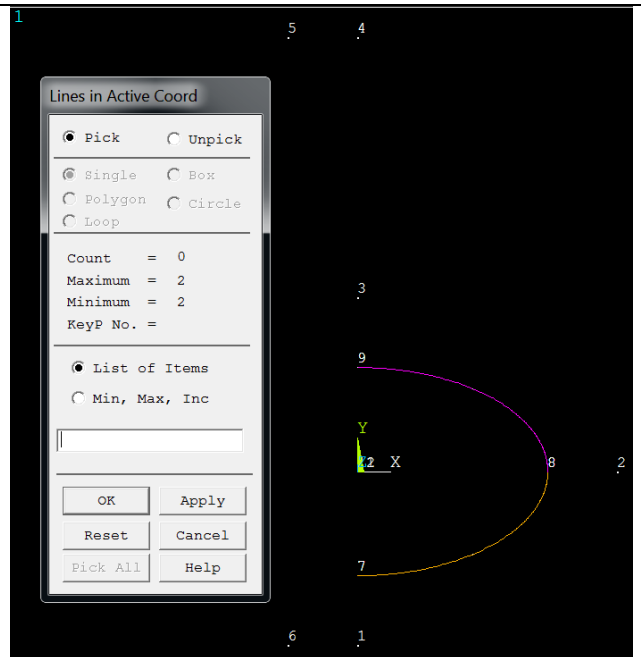 1
5 4
Lines in Active Coord
Pick Unpick
Single Box
Polygon Circle
Loop
Count = 0
Maximum = 2
Minimum = 2
KeyP No. =
List of Items
Min, Max, Inc
OK Apply
Reset Cancel
Pick All Help
3
9
Y
X 8 2
7
6 1